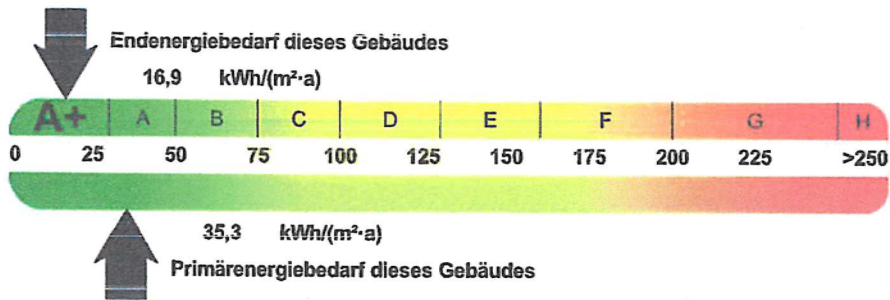 Endenergiebedarf dieses Gebäudes
16,9 kWh/(m²·a)
A+ A B C D E F G H
0 25 50 75 100 125 150 175 200 225 >250
35,3 kWh/(m²·a)
Primärenergiebedarf dieses Gebäudes